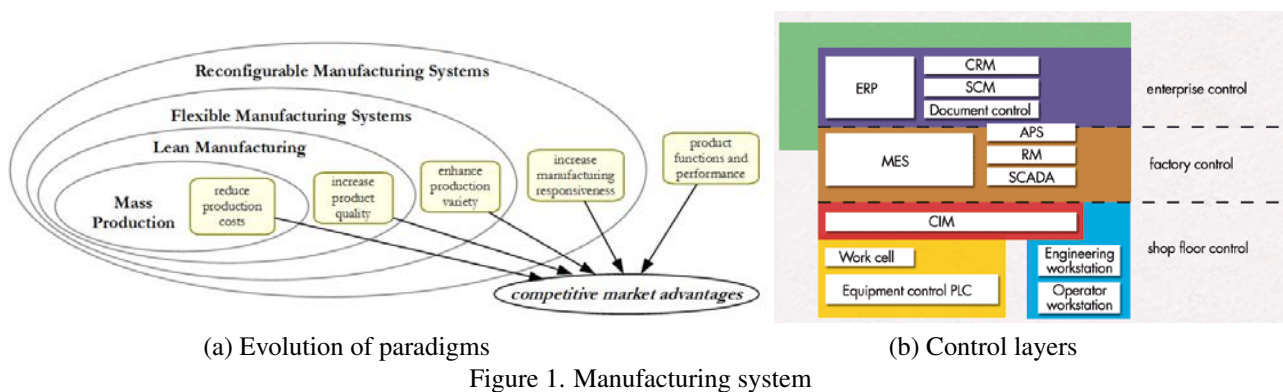 Reconfigurable Manufacturing Systems
Flexible Manufacturing Systems
Lean Manufacturing
Mass
Production
reduce
production
costs
increase
product
quality
enhance
production
variety
increase
manufacturing
responsiveness
product
functions and
performance
competitive market advantages
(a) Evolution of paradigms
ERP
CRM
SCM
Document control
enterprise control
APS
MES
RM
SCADA
factory control
CIM
shop floor control
Work cell
Equipment control PLC
Engineering
workstation
Operator
workstation
(b) Control layers
Figure 1. Manufacturing system